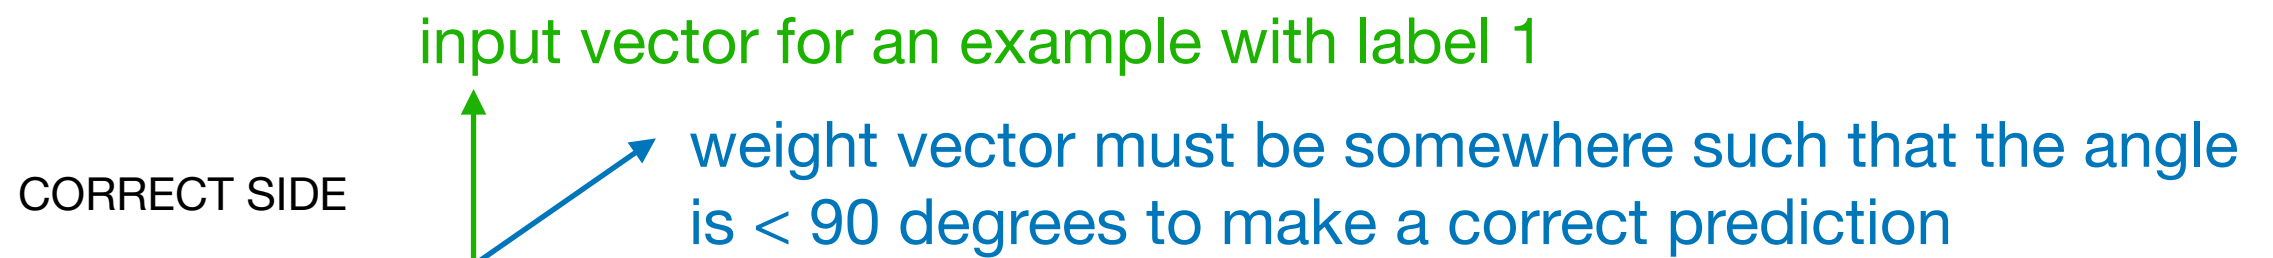 input vector for an example with label 1
weight vector must be somewhere such that the angle
CORRECT SIDE
is < 90 degrees to make a correct prediction